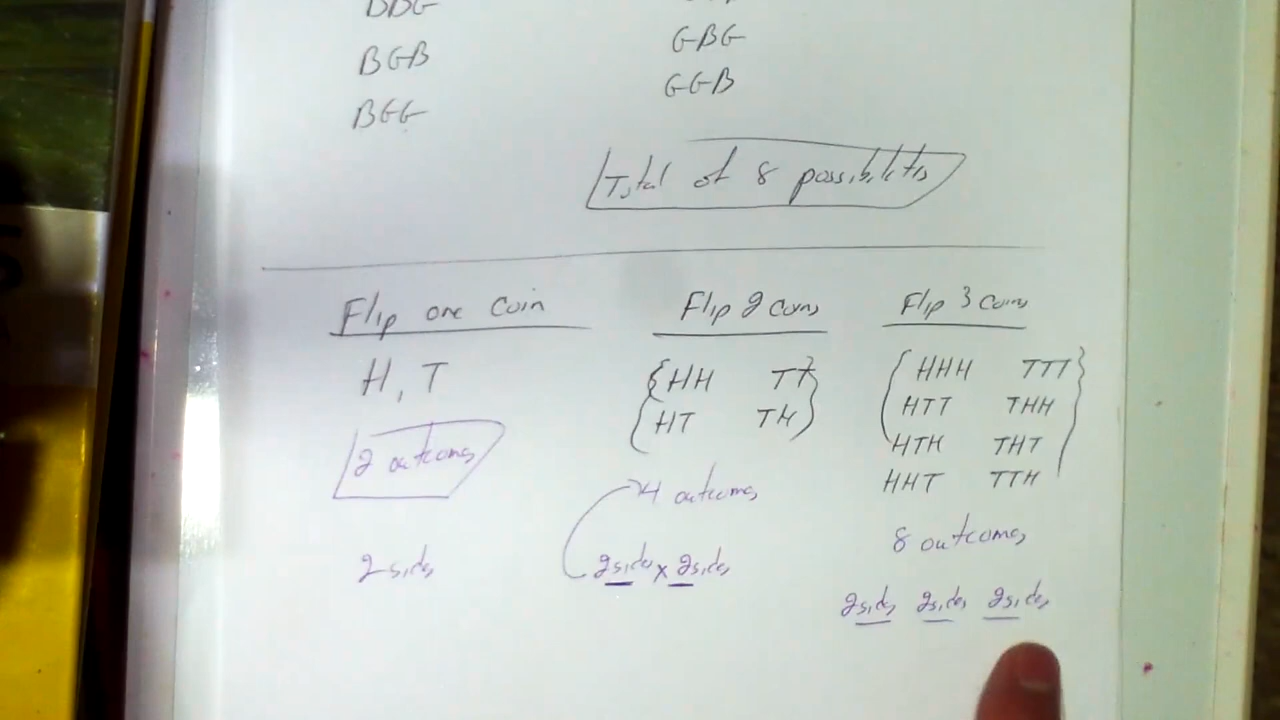 BBG
BGB
GBG
BGG
GGB
Total of 8 possibilities
Flip one coin
Flip 2 coins
Flip 3 coins
H, T
{HH TT}
HT TH
HHH TTT
HTT THH
HTH THT
HHT TTH
2 outcomes
4 outcomes
8 outcomes
2 sides
2 sides x 2 sides
2 sides 2 sides 2 sides